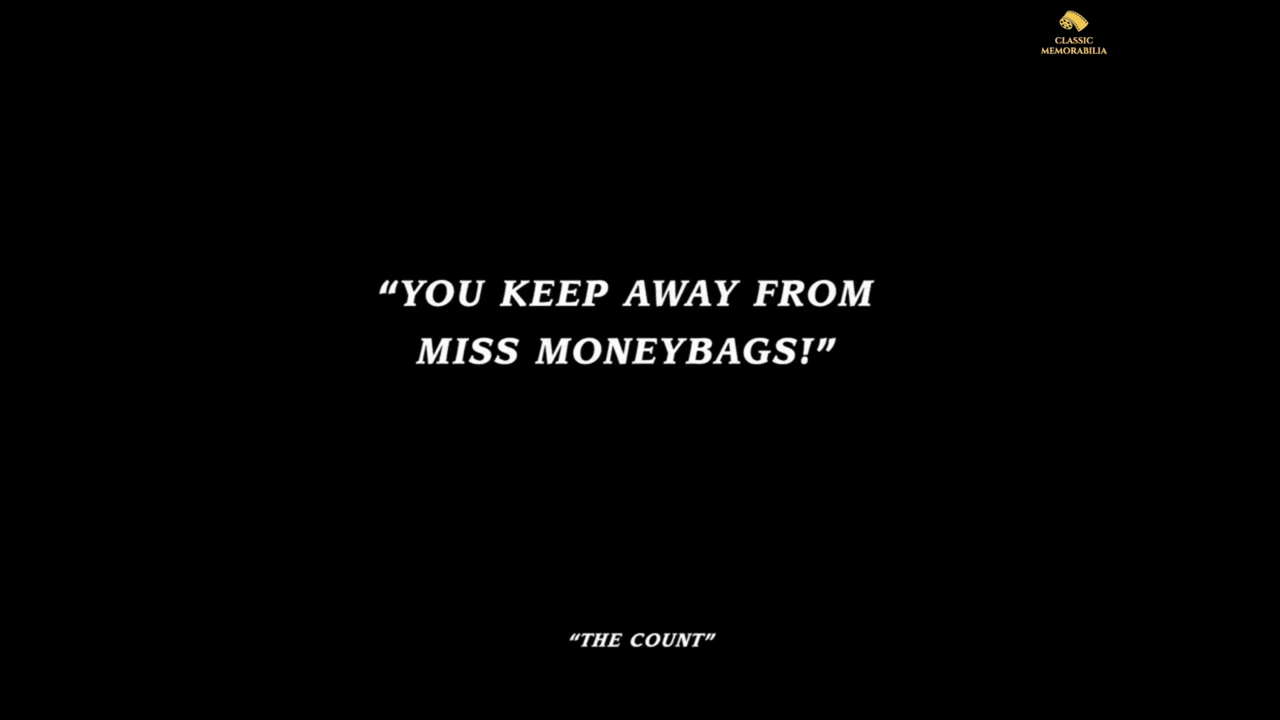 CLASSIC
MEMORABILIA
“YOU KEEP AWAY FROM
MISS MONEYBAGS!”
“THE COUNT”